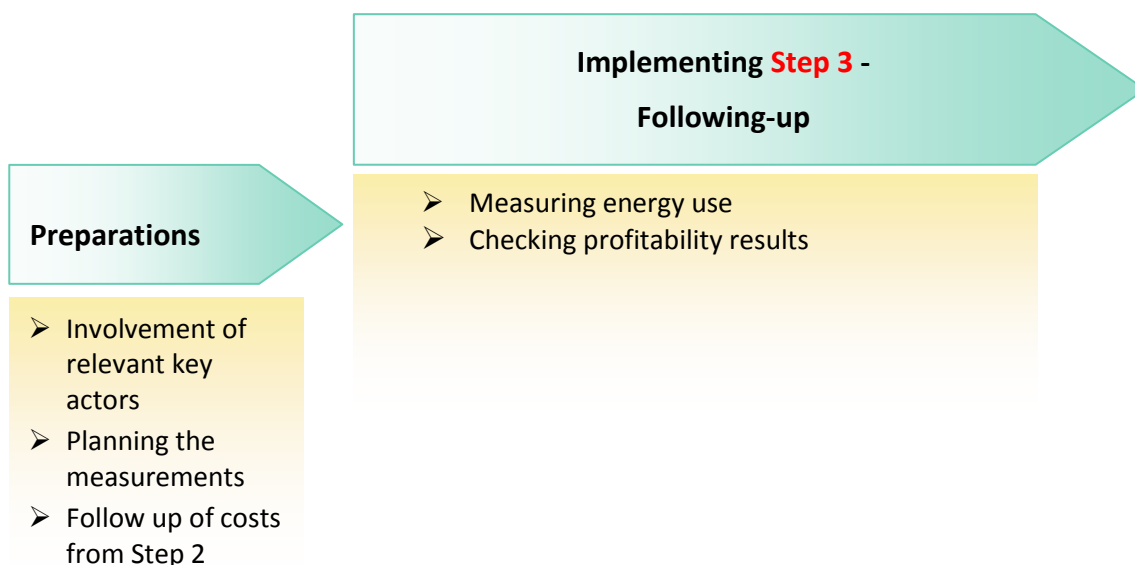 Implementing Step 3 -
Following-up
Preparations
➢ Measuring energy use
➢ Checking profitability results
➢ Involvement of
relevant key
actors
➢ Planning the
measurements
➢ Follow up of costs
from Step 2